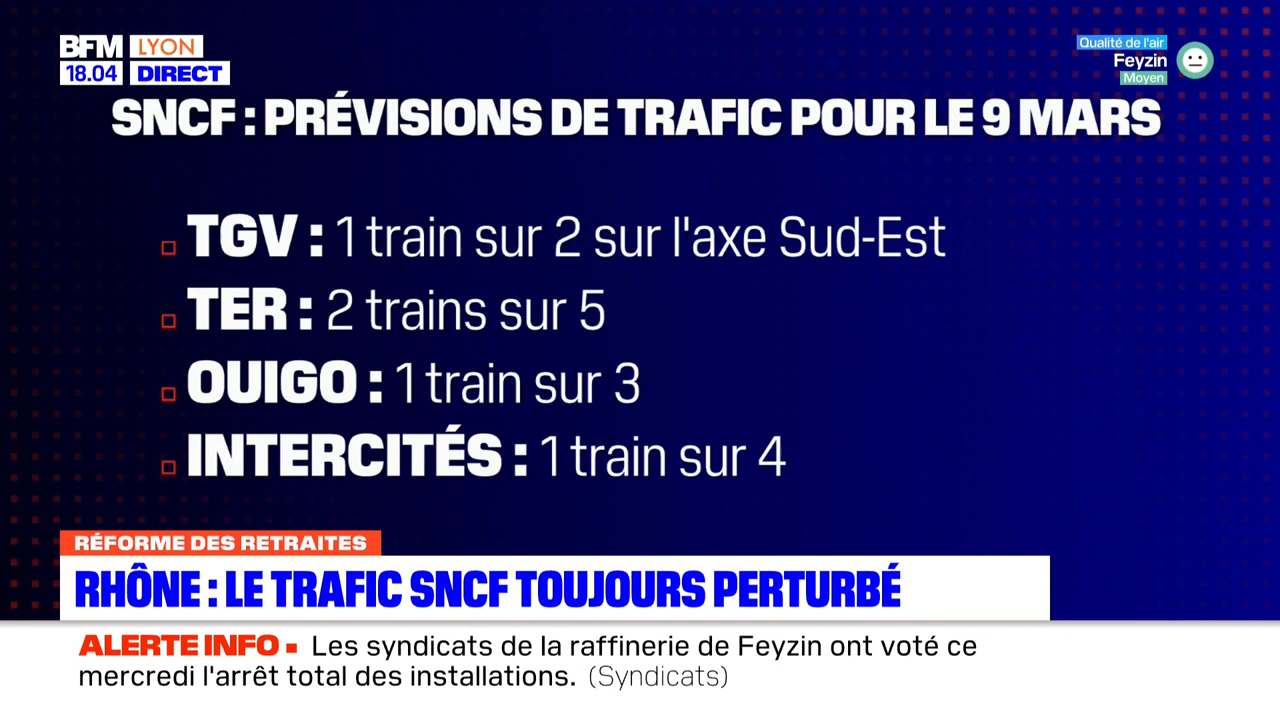 BFM LYON
18.04 DIRECT
Qualité de l'air
Feyzin
Moyen
SNCF : PRÉVISIONS DE TRAFIC POUR LE 9 MARS
TGV : 1 train sur 2 sur l'axe Sud-Est
TER : 2 trains sur 5
OUIGO : 1 train sur 3
INTERCITÉS : 1 train sur 4
RÉFORME DES RETRAITES
RHÔNE : LE TRAFIC SNCF TOUJOURS PERTURBÉ
ALERTE INFO Les syndicats de la raffinerie de Feyzin ont voté ce
mercredi l'arrêt total des installations. (Syndicats)